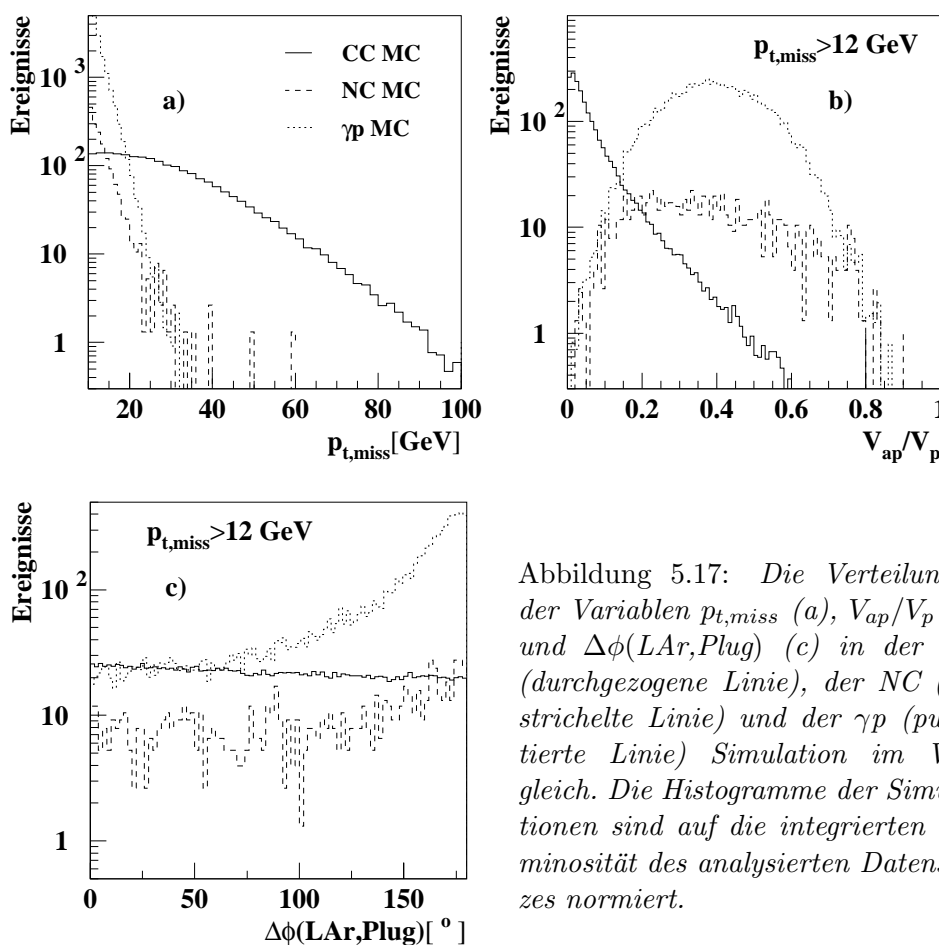 Ereignisse
10 3
10 2
10
1
a)
CC MC
NC MC
γp MC
20 40 60 80 100
p_t,miss[GeV]
Ereignisse
10 2
10
1
p_t,miss>12 GeV
b)
0 0.2 0.4 0.6 0.8 1
V_ap/V_p
Ereignisse
10 2
10
1
p_t,miss>12 GeV
c)
0 50 100 150
Δϕ(LAr,Plug)[ ° ]
Abbildung 5.17: Die Verteilun
der Variablen p_t,miss (a), V_ap/V_p
und Δϕ(LAr,Plug) (c) in der
(durchgezogene Linie), der NC (
strichelte Linie) und der γp (pu
tierte Linie) Simulation im V
gleich. Die Histogramme der Simu
tionen sind auf die integrierten
minosität des analysierten Datens
zes normiert.